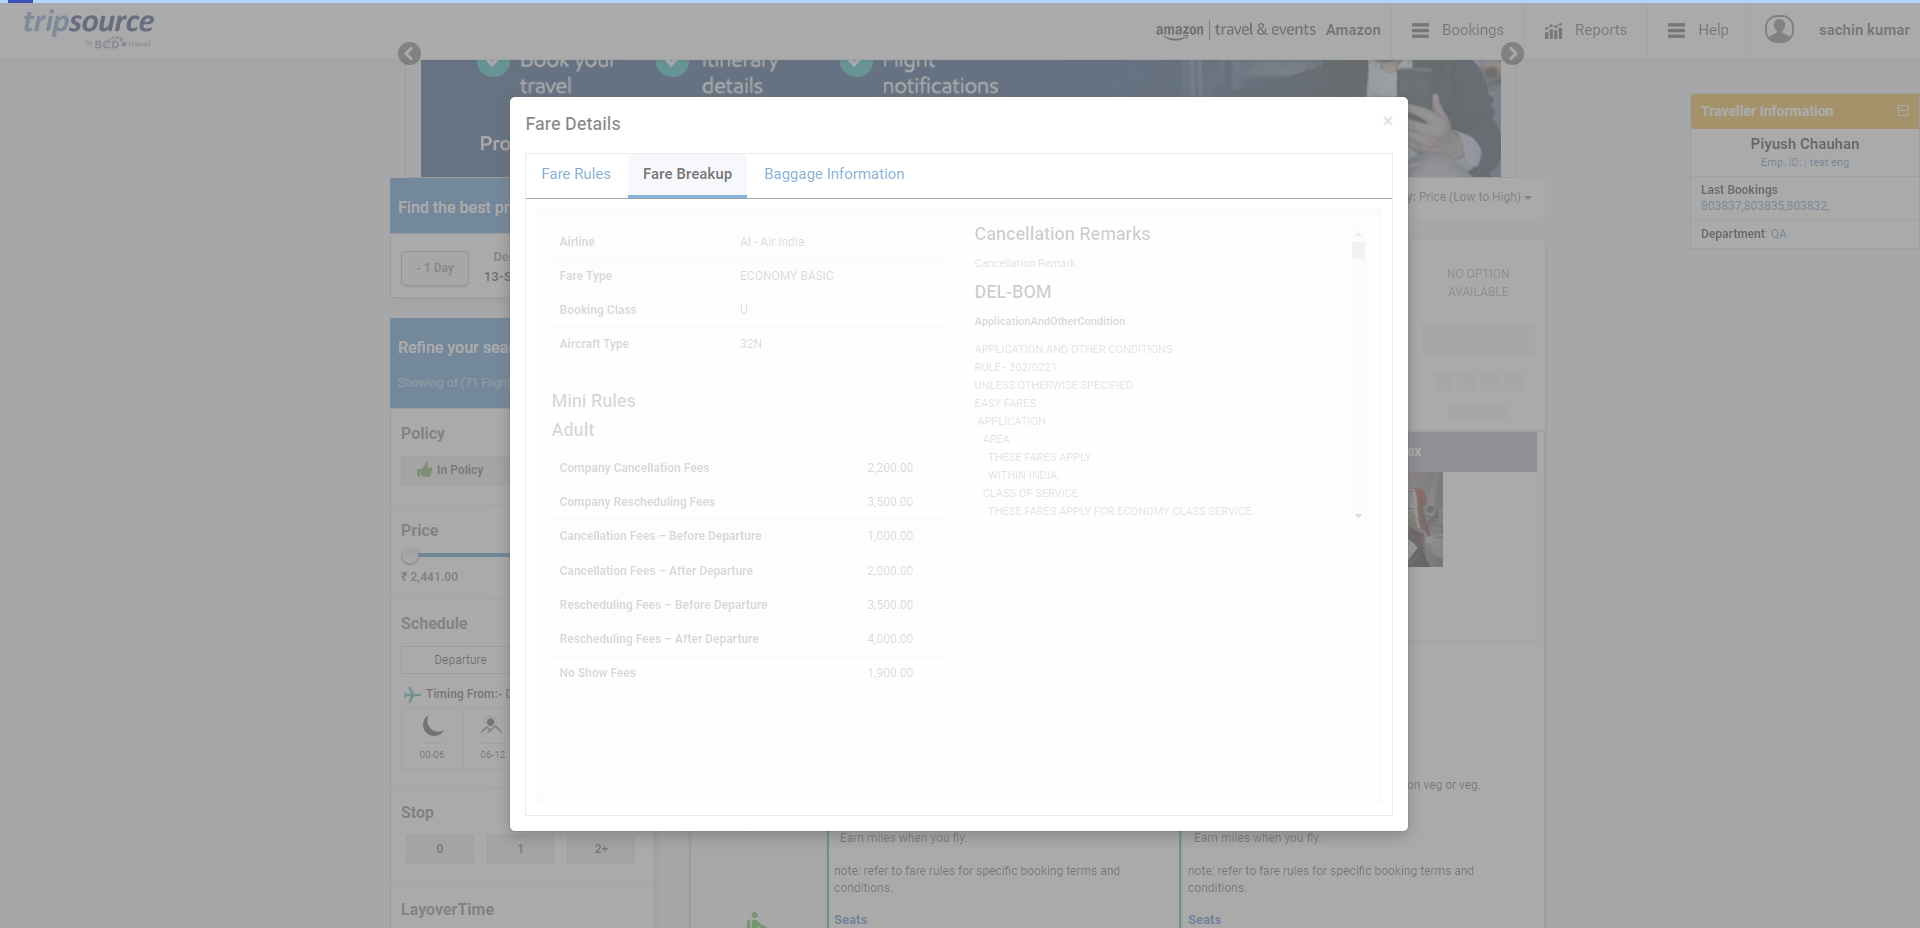 tripsource
by BCD travel
amazon travel & events Amazon
Bookings
Reports
Help
sachin kumar
Book your travel
Itinerary details
Flight notifications
Traveller Information
Piyush Chauhan
Emp. ID: | test eng
Last Bookings
803837,803835,803832,
Department: QA
Find the best
- 1 Day
Refine your
Showing of (71
Policy
In Policy
Price
₹ 2,441.00
Schedule
Departure
Timing From:-
00-06
06-12
Stop
0
1
2+
LayoverTime
Fare Details
×
Fare Rules
Fare Breakup
Baggage Information
Airline AI - Air India
Fare Type ECONOMY BASIC
Booking Class U
Aircraft Type 32N
Mini Rules
Adult
Company Cancellation Fees 2,200.00
Company Rescheduling Fees 3,500.00
Cancellation Fees – Before Departure 1,000.00
Cancellation Fees – After Departure 2,000.00
Rescheduling Fees – Before Departure 3,500.00
Rescheduling Fees – After Departure 4,000.00
No Show Fees 1,900.00
Cancellation Remarks
Cancellation Remark
DEL-BOM
ApplicationAndOtherCondition
APPLICATION AND OTHER CONDITIONS
RULE - 302/0221
UNLESS OTHERWISE SPECIFIED
EASY FARES
APPLICATION
AREA
THESE FARES APPLY
WITHIN INDIA.
CLASS OF SERVICE
THESE FARES APPLY FOR ECONOMY CLASS SERVICE.
Price (Low to High)
NO OPTION
AVAILABLE
veg or veg.
Earn miles when you fly.
note: refer to fare rules for specific booking terms and
conditions.
Seats
Earn miles when you fly.
note: refer to fare rules for specific booking terms and
conditions.
Seats